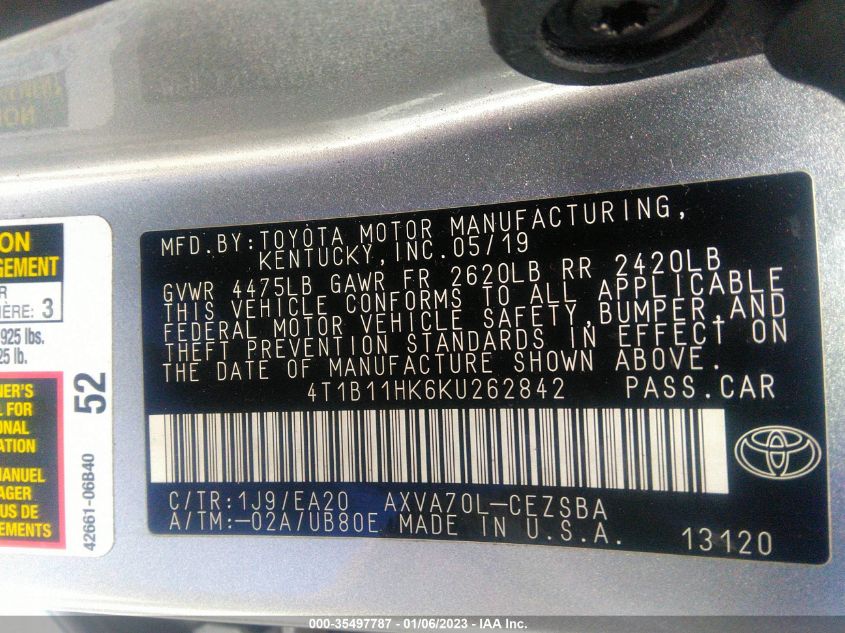 MFD.BY:TOYOTA MOTOR MANUFACTURING,
KENTUCKY,INC.05/19
GVWR 4475LB GAWR FR 2620LB RR 2420LB
THIS VEHICLE CONFORMS TO ALL APPLICABLE
FEDERAL MOTOR VEHICLE SAFETY,BUMPER,AND
THEFT PREVENTION STANDARDS IN EFFECT ON
THE DATE OF MANUFACTURE SHOWN ABOVE.
4T1B11HK6KU262842 PASS.CAR
C/TR:1J9/EA20 AXVA70L-CEZSBA
A/TM:-02A/UB80E MADE IN U.S.A.
13120
ON
GEMENT
R
IÈRE: 3
925 lbs.
25 lb.
NER'S
L FOR
ONAL
ATION
MANUEL
AGER
US DE
EMENTS
52
42661-06B40
000-35497787 - 01/06/2023 - IAA Inc.